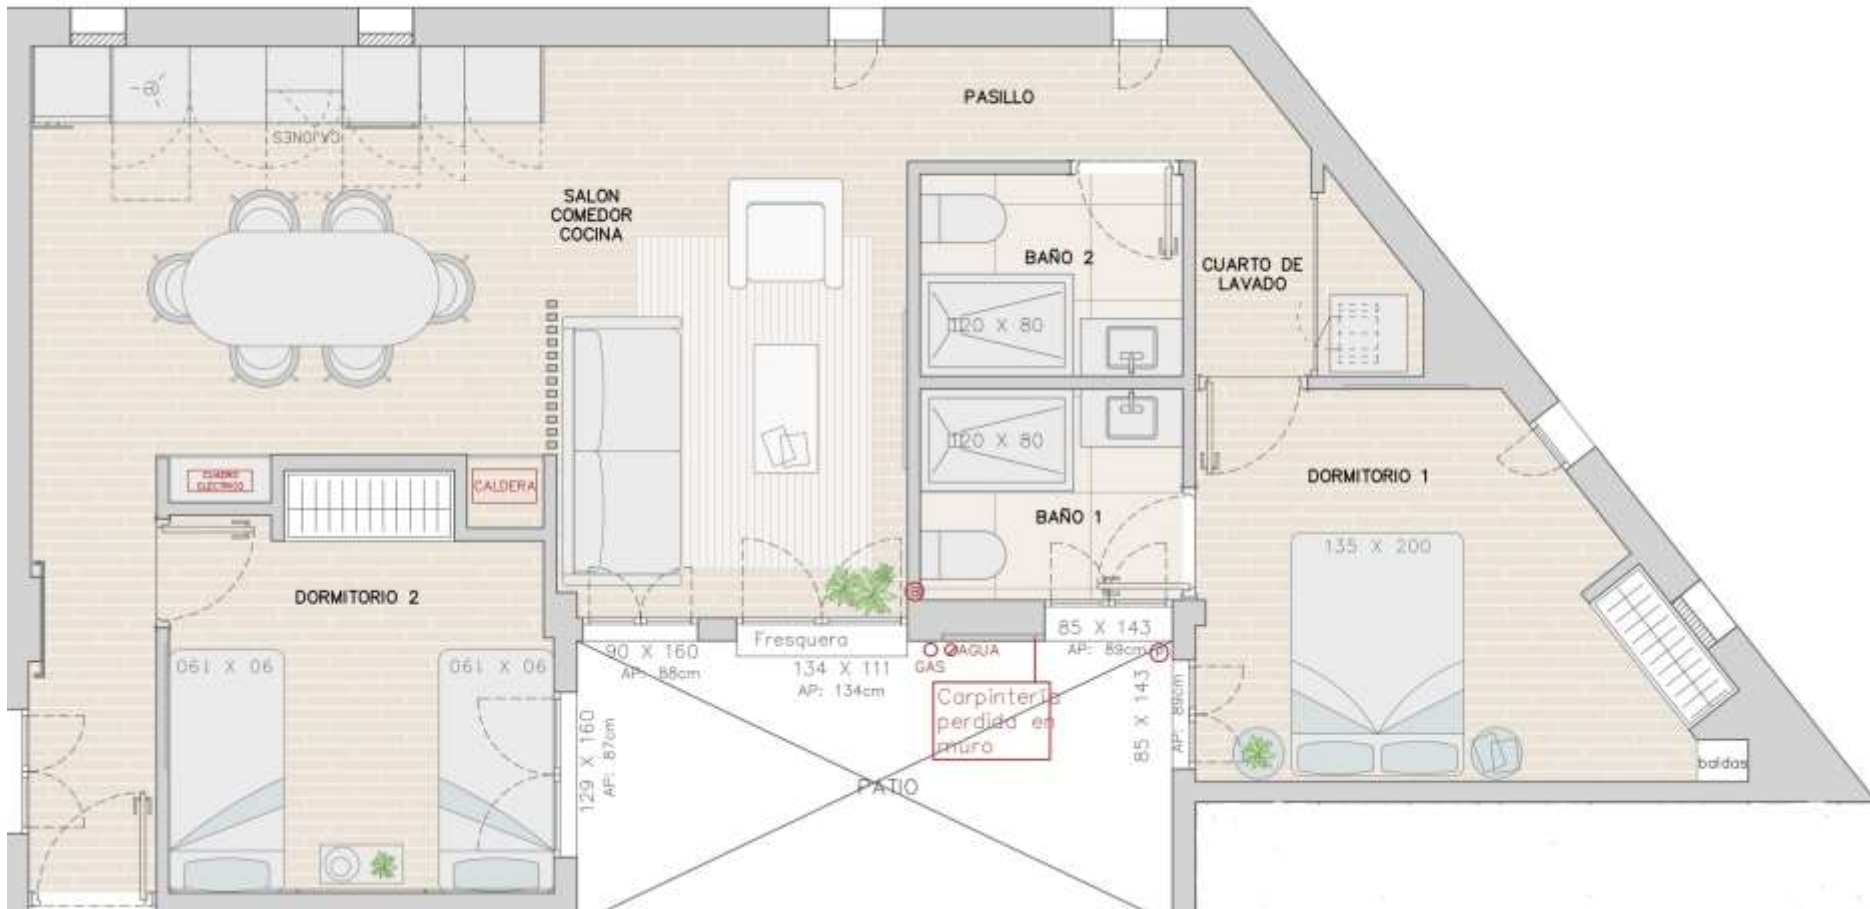 CAJONES
PASILLO
SALON
COMEDOR
COCINA
BAÑO 2
120 X 80
CUARTO DE
LAVADO
120 X 80
BAÑO 1
DORMITORIO 1
135 X 200
CUADRO
ELECTRICO
CALDERA
DORMITORIO 2
90 X 190
90 X 190
129 X 160
AP: 87cm
90 X 160
AP: 88cm
Fresquera
134 X 111
AP: 134cm
GAS
AGUA
85 X 143
AP: 89cm
Carpintería
perdida en
muro
85 X 143
AP: 89cm
PATIO
baldas